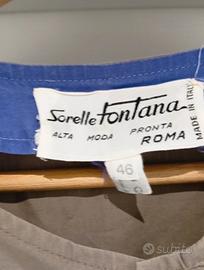 Sorelle Fontana
ALTA MODA PRONTA
ROMA
MADE IN ITALY
46
subito